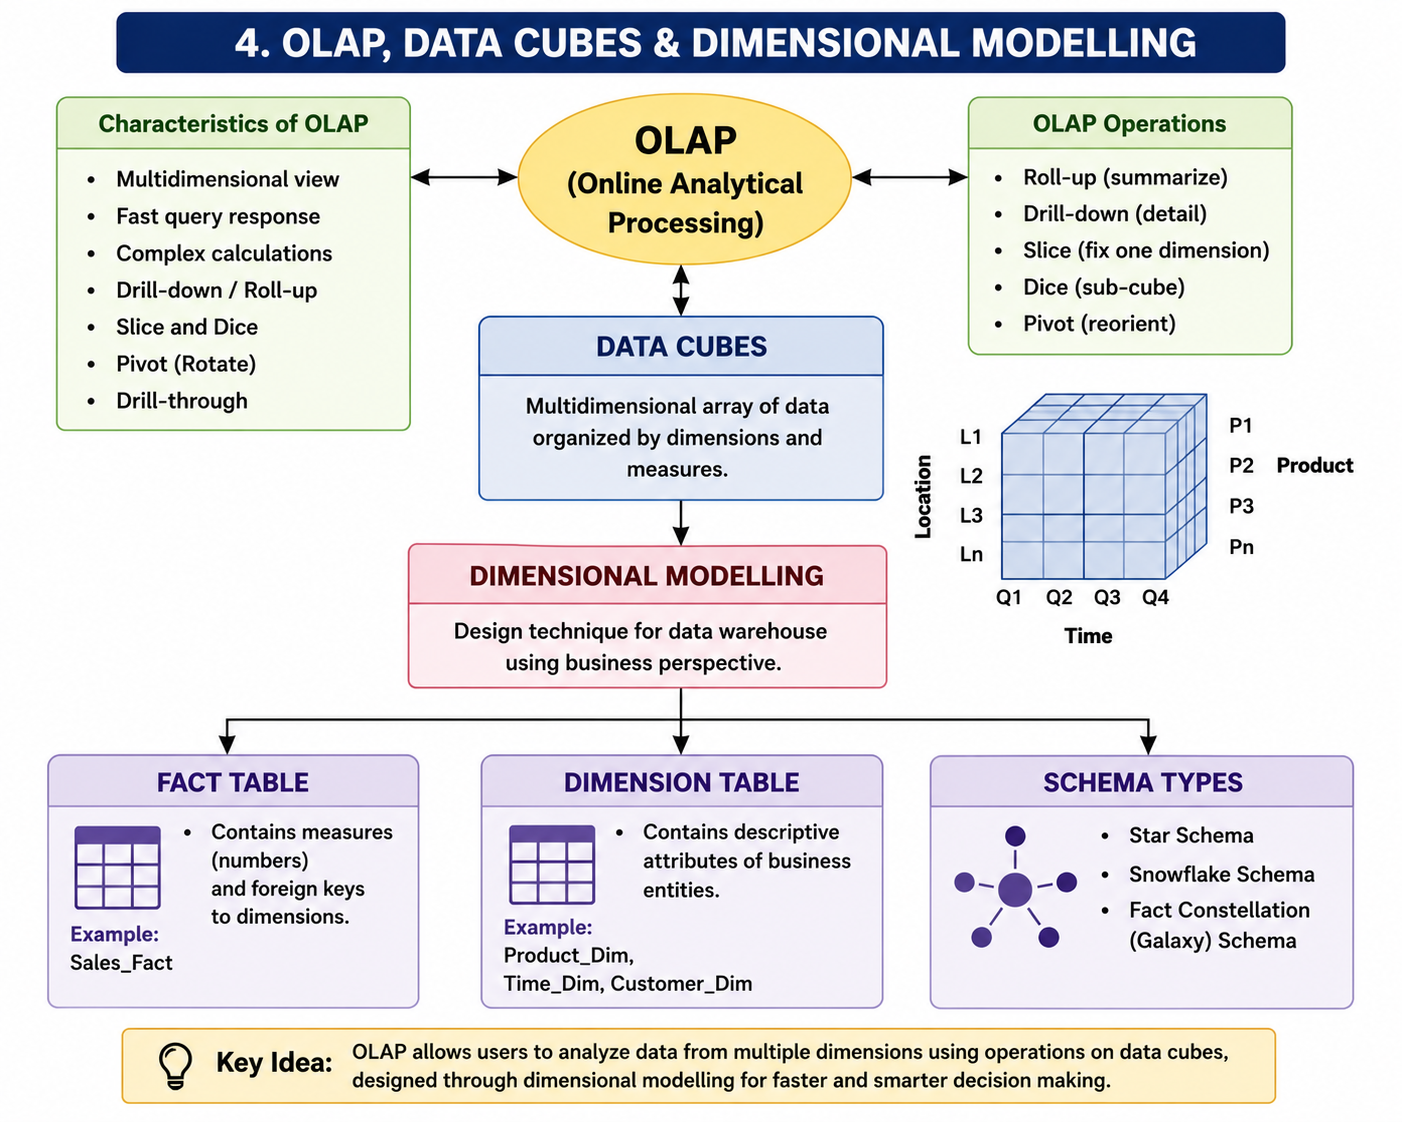 4. OLAP, DATA CUBES & DIMENSIONAL MODELLING
Characteristics of OLAP
• Multidimensional view
• Fast query response
• Complex calculations
• Drill-down / Roll-up
• Slice and Dice
• Pivot (Rotate)
• Drill-through
OLAP
(Online Analytical
Processing)
OLAP Operations
• Roll-up (summarize)
• Drill-down (detail)
• Slice (fix one dimension)
• Dice (sub-cube)
• Pivot (reorient)
DATA CUBES
Multidimensional array of data
organized by dimensions and
measures.
Location
L1
L2
L3
Ln
P1
P2
P3
Pn
Product
Q1 Q2 Q3 Q4
Time
DIMENSIONAL MODELLING
Design technique for data warehouse
using business perspective.
FACT TABLE
• Contains measures
(numbers)
and foreign keys
to dimensions.
Example:
Sales_Fact
DIMENSION TABLE
• Contains descriptive
attributes of business
entities.
Example:
Product_Dim,
Time_Dim, Customer_Dim
SCHEMA TYPES
• Star Schema
• Snowflake Schema
• Fact Constellation
(Galaxy) Schema
Key Idea:
OLAP allows users to analyze data from multiple dimensions using operations on data cubes,
designed through dimensional modelling for faster and smarter decision making.